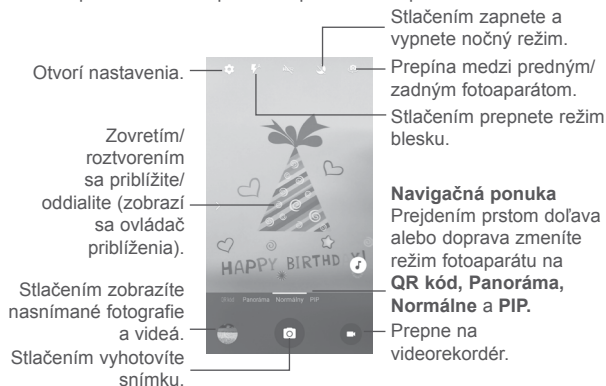 Stlačením zapnete a
vypnete nočný režim.
Otvorí nastavenia.
Prepína medzi predným/
zadným fotoaparátom.
Stlačením prepnete režim
blesku.
Zovretím/
roztvorením
sa priblížite/
oddialite (zobrazí
sa ovládač
priblíženia).
Navigačná ponuka
Prejdením prstom doľava
alebo doprava zmeníte
režim fotoaparátu na
QR kód, Panoráma,
Normálne a PIP.
HAPPY BIRTHD Y!
Panoráma Normálny PIP
Stlačením zobrazíte
nasnímané fotografie
a videá.
Prepne na
videorekordér.
Stlačením vyhotovíte
snímku.